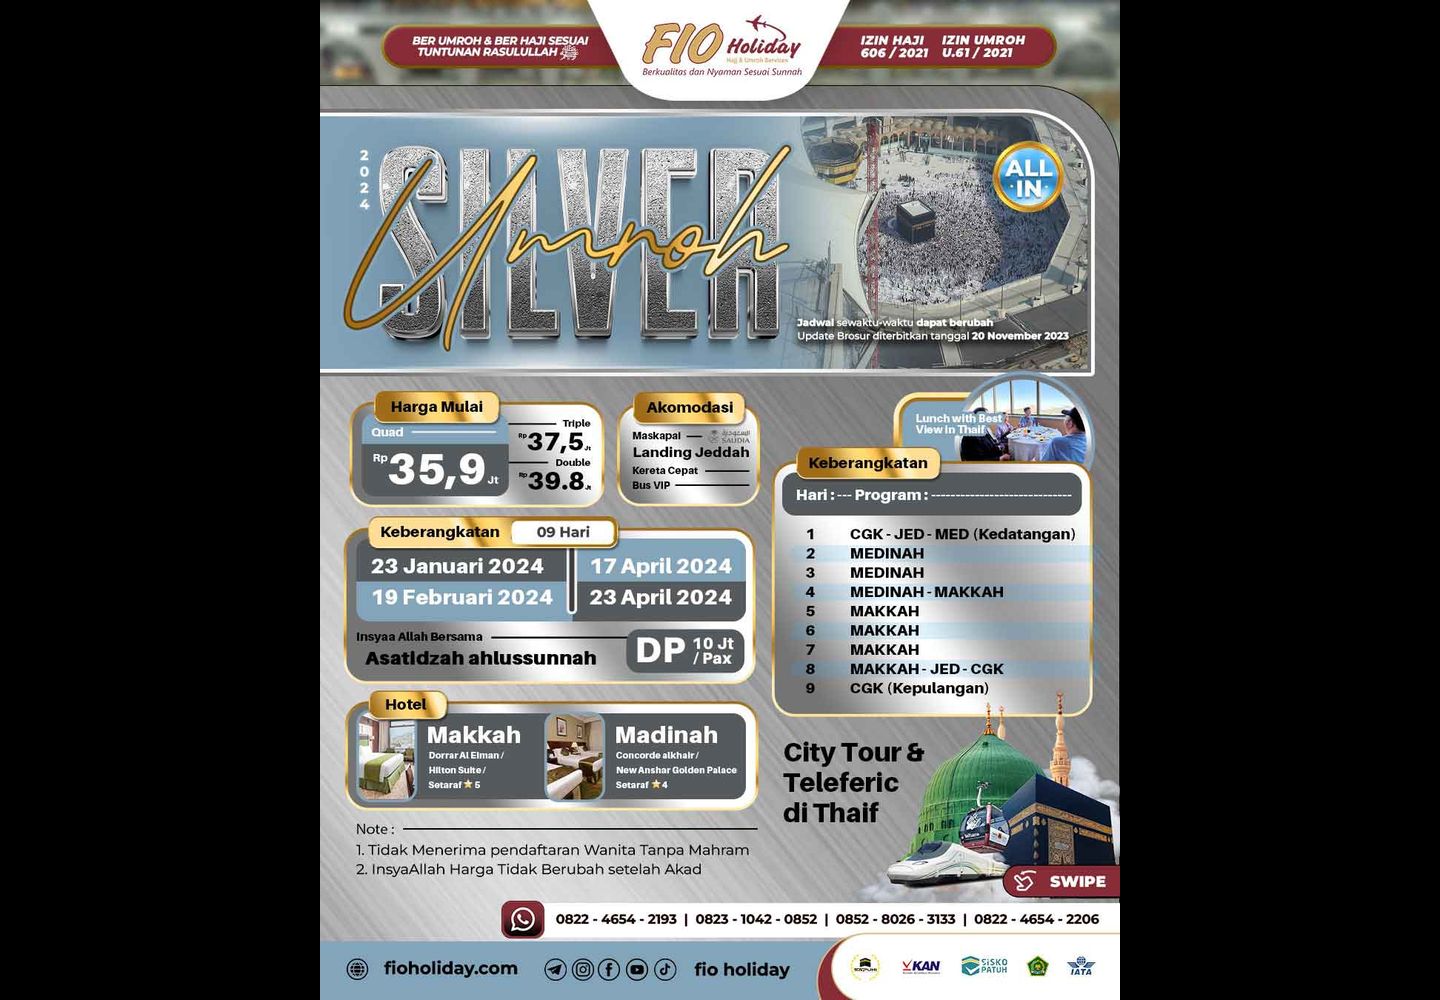 BER UMROH & BER HAJI SESUAI
TUNTUNAN RASULULLAH ﷺ
FIO Holiday
Hajj & Umroh Services
Berkualitas dan Nyaman Sesuai Sunnah
IZIN HAJI
606 / 2021
IZIN UMROH
U.61 / 2021
2024
SILVER
Umroh
ALL
IN
Jadwal sewaktu-waktu dapat berubah
Update Brosur diterbitkan tanggal 20 November 2023
Harga Mulai
Quad
Rp 35,9 Jt
Triple
Rp 37,5 Jt
Double
Rp 39.8 Jt
Akomodasi
Maskapai السعودية SAUDIA
Landing Jeddah
Kereta Cepat
Bus VIP
Lunch with Best
View in Thaif
Keberangkatan
Hari : --- Program : -----------------------------
1 CGK - JED - MED (Kedatangan)
2 MEDINAH
3 MEDINAH
4 MEDINAH - MAKKAH
5 MAKKAH
6 MAKKAH
7 MAKKAH
8 MAKKAH - JED - CGK
9 CGK (Kepulangan)
Keberangkatan 09 Hari
23 Januari 2024
17 April 2024
19 Februari 2024
23 April 2024
Insyaa Allah Bersama
Asatidzah ahlussunnah
DP 10 Jt
/ Pax
Hotel
Makkah
Dorrar Al Eiman /
Hilton Suite /
Setaraf ⭐ 5
Madinah
Concorde alkhair /
New Anshar Golden Palace
Setaraf ⭐ 4
City Tour &
Teleferic
di Thaif
Note :
1. Tidak Menerima pendaftaran Wanita Tanpa Mahram
2. InsyaAllah Harga Tidak Berubah setelah Akad
SWIPE
0822 - 4654 - 2193 | 0823 - 1042 - 0852 | 0852 - 8026 - 3133 | 0822 - 4654 - 2206
fioholiday.com
fio holiday
KAN
SISKO
PATUH
IATA